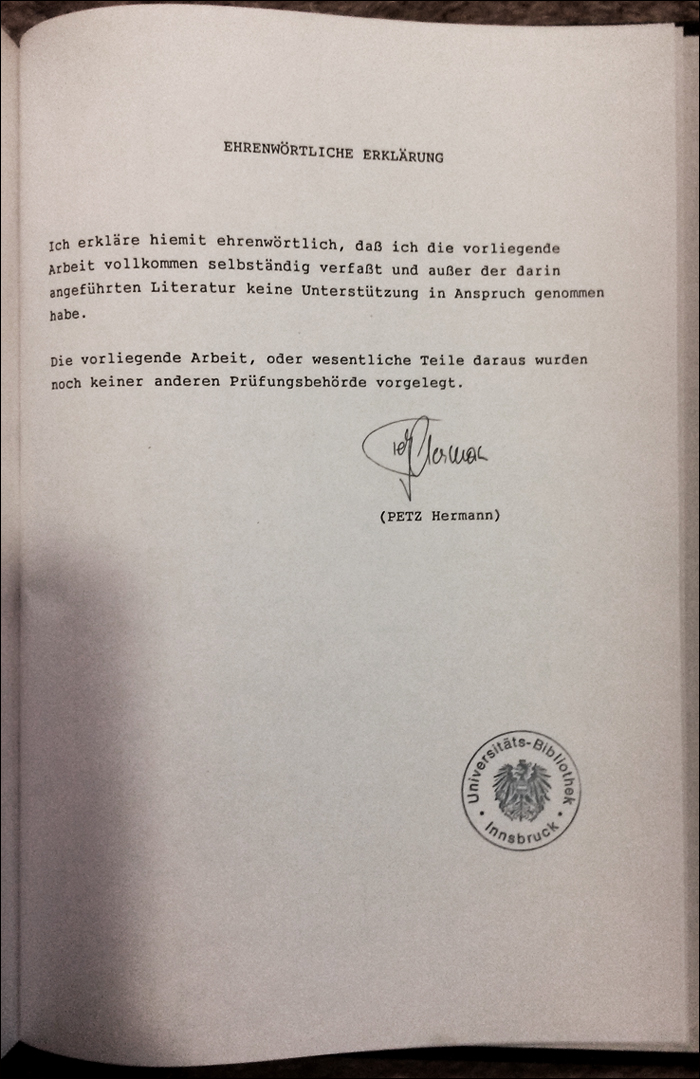 EHRENWÖRTLICHE ERKLÄRUNG
Ich erkläre hiemit ehrenwörtlich, daß ich die vorliegende
Arbeit vollkommen selbständig verfaßt und außer der darin
angeführten Literatur keine Unterstützung in Anspruch genommen
habe.
Die vorliegende Arbeit, oder wesentliche Teile daraus wurden
noch keiner anderen Prüfungsbehörde vorgelegt.
(PETZ Hermann)
Universitäts-Bibliothek
• Innsbruck •